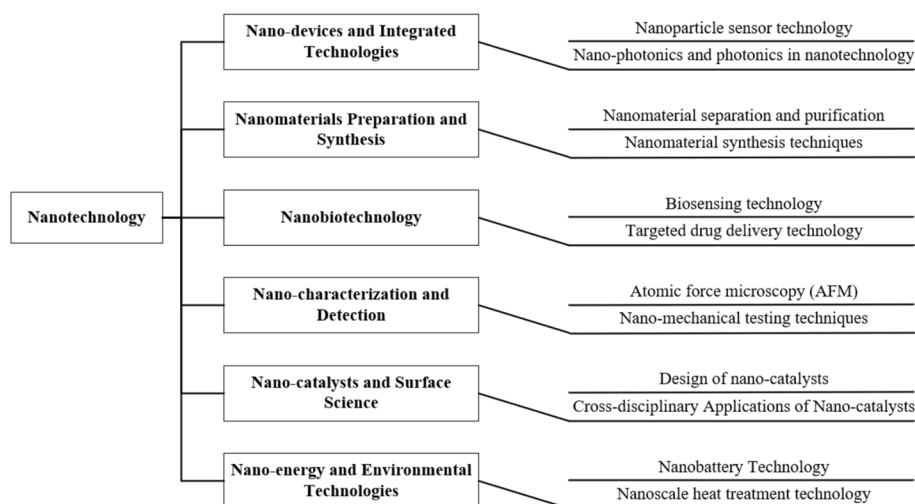 Nanotechnology
Nano-devices and Integrated
Technologies
Nanoparticle sensor technology
Nano-photonics and photonics in nanotechnology
Nanomaterials Preparation and
Synthesis
Nanomaterial separation and purification
Nanomaterial synthesis techniques
Nanobiotechnology
Biosensing technology
Targeted drug delivery technology
Nano-characterization and
Detection
Atomic force microscopy (AFM)
Nano-mechanical testing techniques
Nano-catalysts and Surface
Science
Design of nano-catalysts
Cross-disciplinary Applications of Nano-catalysts
Nano-energy and Environmental
Technologies
Nanobattery Technology
Nanoscale heat treatment technology